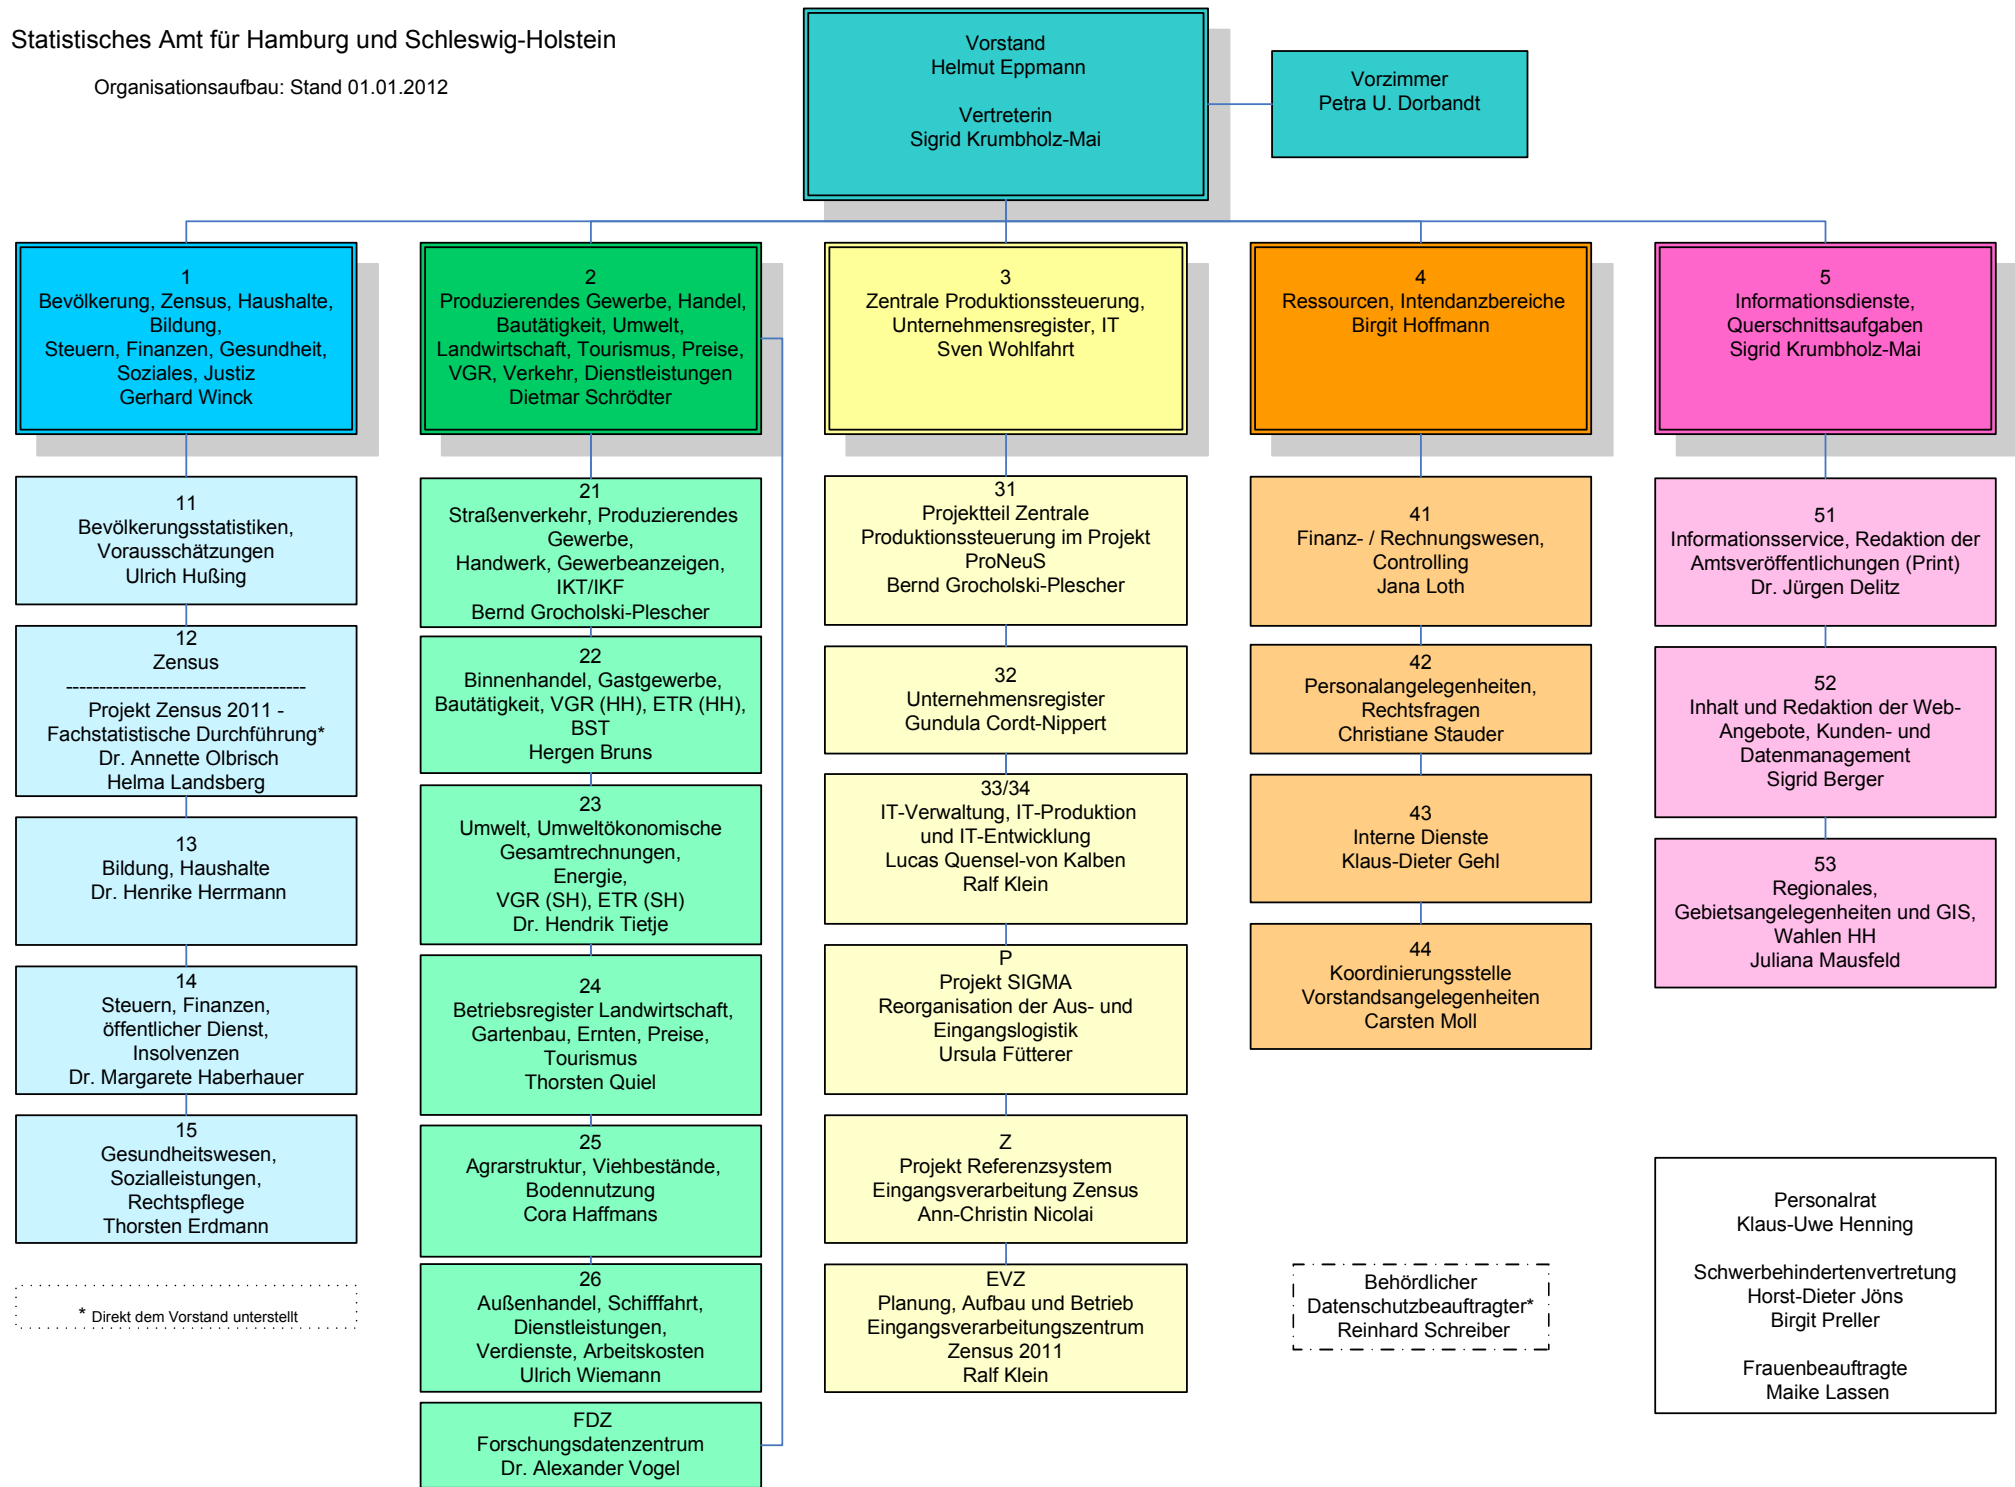 Statistisches Amt für Hamburg und Schleswig-Holstein
Organisationsaufbau: Stand 01.01.2012
Vorstand
Helmut Eppmann
Vertreterin
Sigrid Krumbholz-Mai
Vorzimmer
Petra U. Dorbandt
1
Bevölkerung, Zensus, Haushalte,
Bildung,
Steuern, Finanzen, Gesundheit,
Soziales, Justiz
Gerhard Winck
2
Produzierendes Gewerbe, Handel,
Bautätigkeit, Umwelt,
Landwirtschaft, Tourismus, Preise,
VGR, Verkehr, Dienstleistungen
Dietmar Schrödter
3
Zentrale Produktionssteuerung,
Unternehmensregister, IT
Sven Wohlfahrt
4
Ressourcen, Intendanzbereiche
Birgit Hoffmann
5
Informationsdienste,
Querschnittsaufgaben
Sigrid Krumbholz-Mai
11
Bevölkerungsstatistiken,
Vorausschätzungen
Ulrich Hußing
12
Zensus
------------------------------------
Projekt Zensus 2011 -
Fachstatistische Durchführung*
Dr. Annette Olbrisch
Helma Landsberg
13
Bildung, Haushalte
Dr. Henrike Herrmann
14
Steuern, Finanzen,
öffentlicher Dienst,
Insolvenzen
Dr. Margarete Haberhauer
15
Gesundheitswesen,
Sozialleistungen,
Rechtspflege
Thorsten Erdmann
* Direkt dem Vorstand unterstellt
21
Straßenverkehr, Produzierendes
Gewerbe,
Handwerk, Gewerbeanzeigen,
IKT/IKF
Bernd Grocholski-Plescher
22
Binnenhandel, Gastgewerbe,
Bautätigkeit, VGR (HH), ETR (HH),
BST
Hergen Bruns
23
Umwelt, Umweltökonomische
Gesamtrechnungen,
Energie,
VGR (SH), ETR (SH)
Dr. Hendrik Tietje
24
Betriebsregister Landwirtschaft,
Gartenbau, Ernten, Preise,
Tourismus
Thorsten Quiel
25
Agrarstruktur, Viehbestände,
Bodennutzung
Cora Haffmans
26
Außenhandel, Schifffahrt,
Dienstleistungen,
Verdienste, Arbeitskosten
Ulrich Wiemann
FDZ
Forschungsdatenzentrum
Dr. Alexander Vogel
31
Projektteil Zentrale
Produktionssteuerung im Projekt
ProNeuS
Bernd Grocholski-Plescher
32
Unternehmensregister
Gundula Cordt-Nippert
33/34
IT-Verwaltung, IT-Produktion
und IT-Entwicklung
Lucas Quensel-von Kalben
Ralf Klein
P
Projekt SIGMA
Reorganisation der Aus- und
Eingangslogistik
Ursula Fütterer
Z
Projekt Referenzsystem
Eingangsverarbeitung Zensus
Ann-Christin Nicolai
EVZ
Planung, Aufbau und Betrieb
Eingangsverarbeitungszentrum
Zensus 2011
Ralf Klein
41
Finanz- / Rechnungswesen,
Controlling
Jana Loth
42
Personalangelegenheiten,
Rechtsfragen
Christiane Stauder
43
Interne Dienste
Klaus-Dieter Gehl
44
Koordinierungsstelle
Vorstandsangelegenheiten
Carsten Moll
Behördlicher
Datenschutzbeauftragter*
Reinhard Schreiber
51
Informationsservice, Redaktion der
Amtsveröffentlichungen (Print)
Dr. Jürgen Delitz
52
Inhalt und Redaktion der Web-
Angebote, Kunden- und
Datenmanagement
Sigrid Berger
53
Regionales,
Gebietsangelegenheiten und GIS,
Wahlen HH
Juliana Mausfeld
Personalrat
Klaus-Uwe Henning
Schwerbehindertenvertretung
Horst-Dieter Jöns
Birgit Preller
Frauenbeauftragte
Maike Lassen